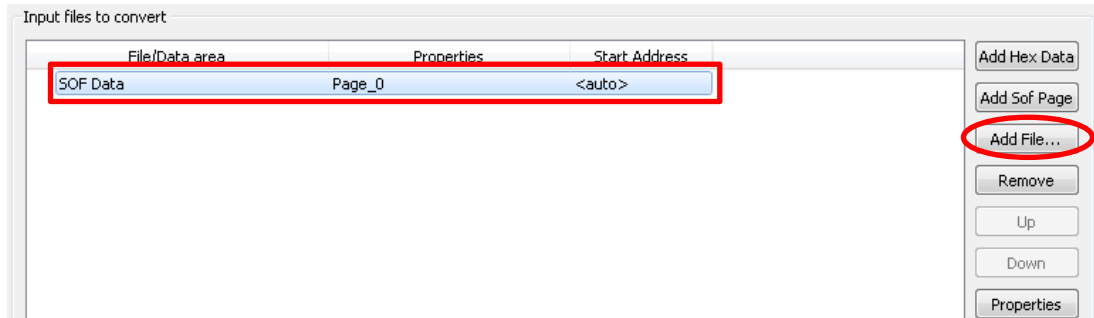 Input files to convert
File/Data area Properties Start Address
SOF Data Page_0 <auto>
Add Hex Data
Add Sof Page
Add File...
Remove
Up
Down
Properties